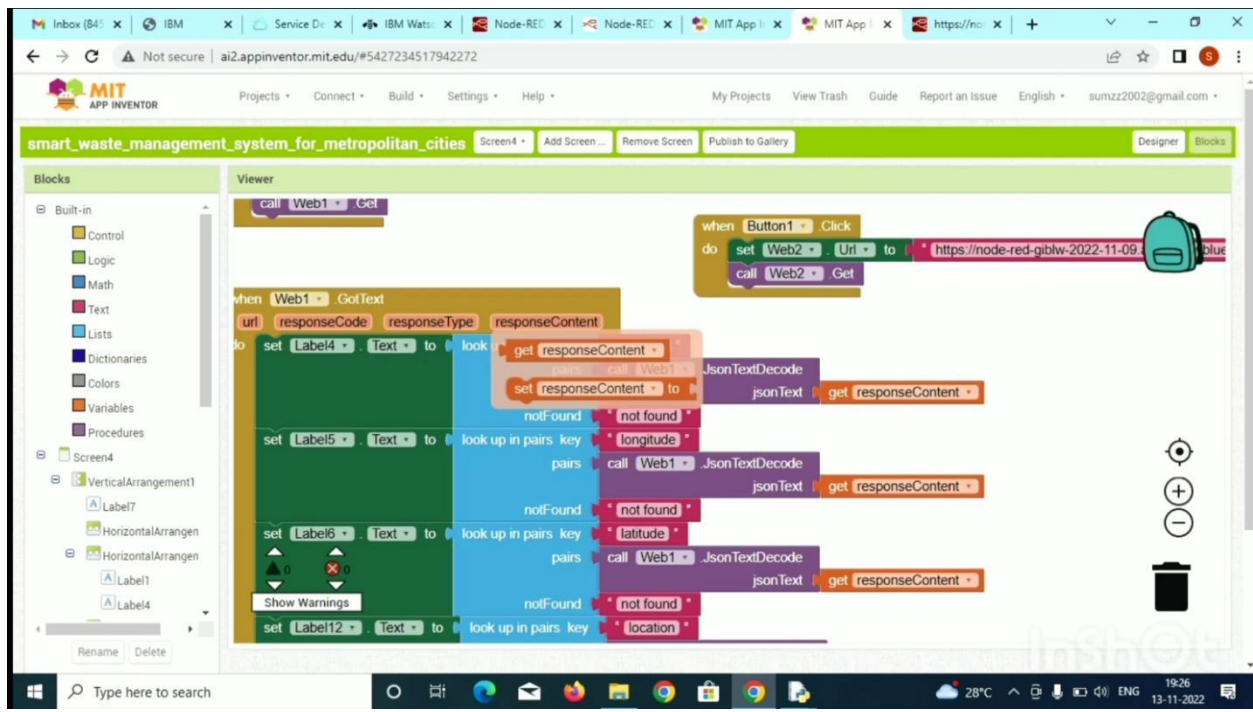 Inbox (845 IBM Service De IBM Watso Node-RED Node-RED MIT App I MIT App I https://no
Not secure ai2.appinventor.mit.edu/#5427234517942272 S
MIT
APP INVENTOR
Projects Connect Build Settings Help My Projects View Trash Guide Report an Issue English sumzz2002@gmail.com
smart_waste_management_system_for_metropolitan_cities Screen4 Add Screen ... Remove Screen Publish to Gallery Designer Blocks
Blocks Viewer
Built-in
Control
Logic
Math
Text
Lists
Dictionaries
Colors
Variables
Procedures
Screen4
VerticalArrangement1
Label7
HorizontalArrangen
HorizontalArrangen
Label1
Label4
Rename Delete
call Web1 .Get
when Button1 .Click
do set Web2 . Url to " https://node-red-giblw-2022-11-09.
blue
call Web2 .Get
when Web1 .GotText
url responseCode responseType responseContent
do set Label4 . Text to look u
get responseContent
set responseContent to
pairs call Web1 .JsonTextDecode
jsonText get responseContent
notFound " not found "
set Label5 . Text to look up in pairs key " longitude "
pairs call Web1 .JsonTextDecode
jsonText get responseContent
notFound " not found "
set Label6 . Text to look up in pairs key " latitude "
pairs call Web1 .JsonTextDecode
jsonText get responseContent
notFound " not found "
set Label12 . Text to look up in pairs key " location "
0 0
Show Warnings
InShOt
Type here to search 28°C ENG 19:26
13-11-2022